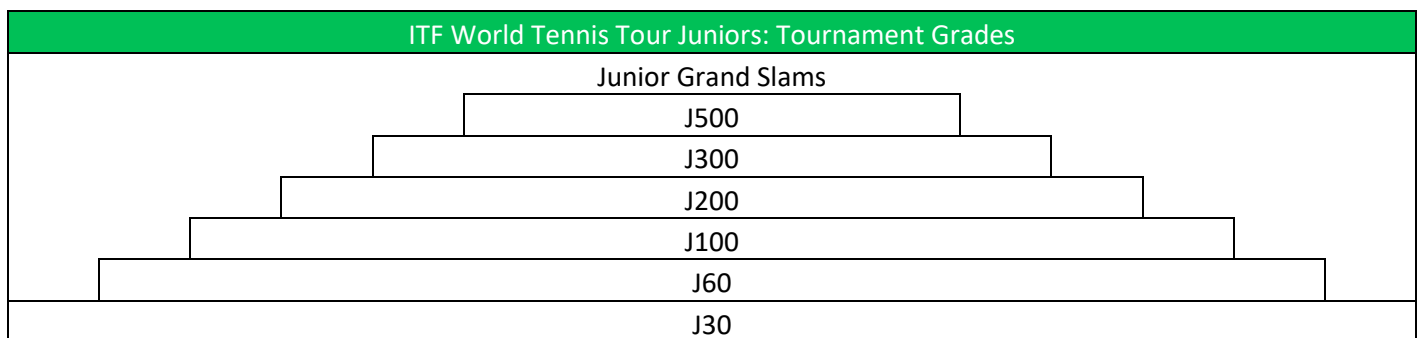 ITF World Tennis Tour Juniors: Tournament Grades
Junior Grand Slams
J500
J300
J200
J100
J60
J30